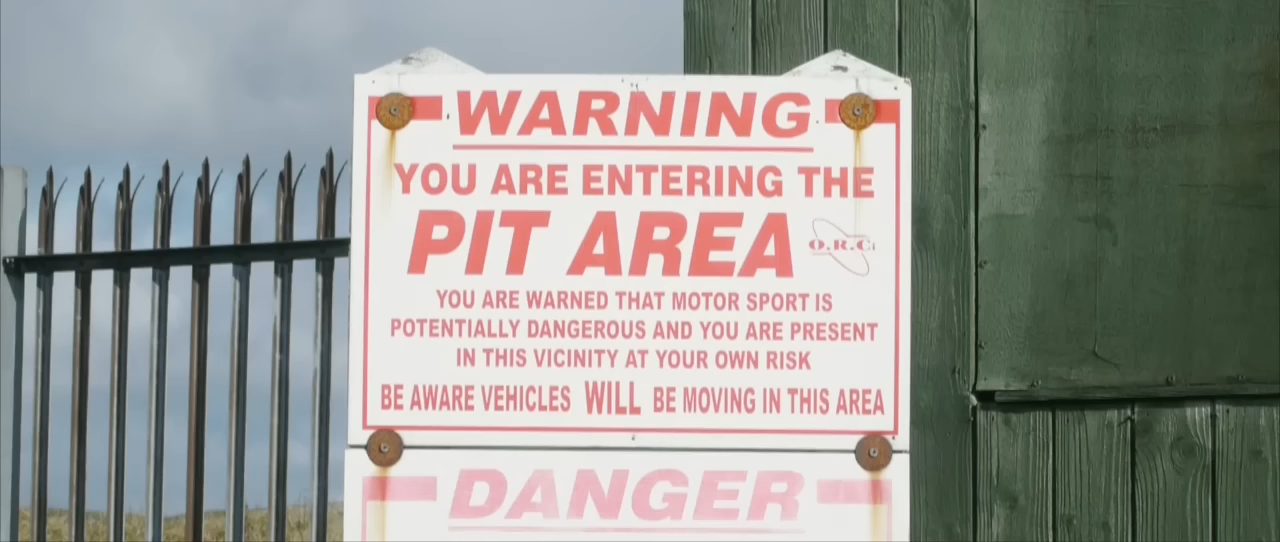 WARNING
YOU ARE ENTERING THE
PIT AREA
O.R.C.
YOU ARE WARNED THAT MOTOR SPORT IS
POTENTIALLY DANGEROUS AND YOU ARE PRESENT
IN THIS VICINITY AT YOUR OWN RISK
BE AWARE VEHICLES WILL BE MOVING IN THIS AREA
DANGER